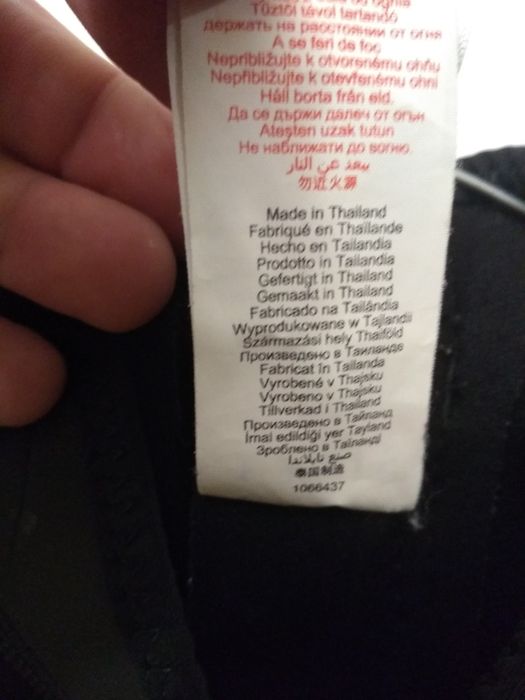 Tűztől távol tartandó
держать на расстоянии от огня
A se feri de foc
Nepribližujte k otvorenému ohňu
Nepřibližujte k otevřenému ohni
Håll borta från eld.
Да се държи далеч от огън
Ateşten uzak tutun
Не наближати до вогню.
يبعد عن النار
勿近火源
Made in Thailand
Fabriqué en Thaïlande
Hecho en Tailandia
Prodotto in Tailandia
Gefertigt in Thailand
Gemaakt in Thailand
Fabricado na Tailândia
Wyprodukowane w Tajlandii
Származási hely Thaiföld
Произведено в Таиланде
Fabricat în Tailanda
Vyrobené v Thajsku
Vyrobeno v Thajsku
Tillverkad i Thailand
Произведено в Тайланд
İmal edildiği yer Tayland
Зроблено в Таїланді
صنع تايلاندا
泰国制造
1066437